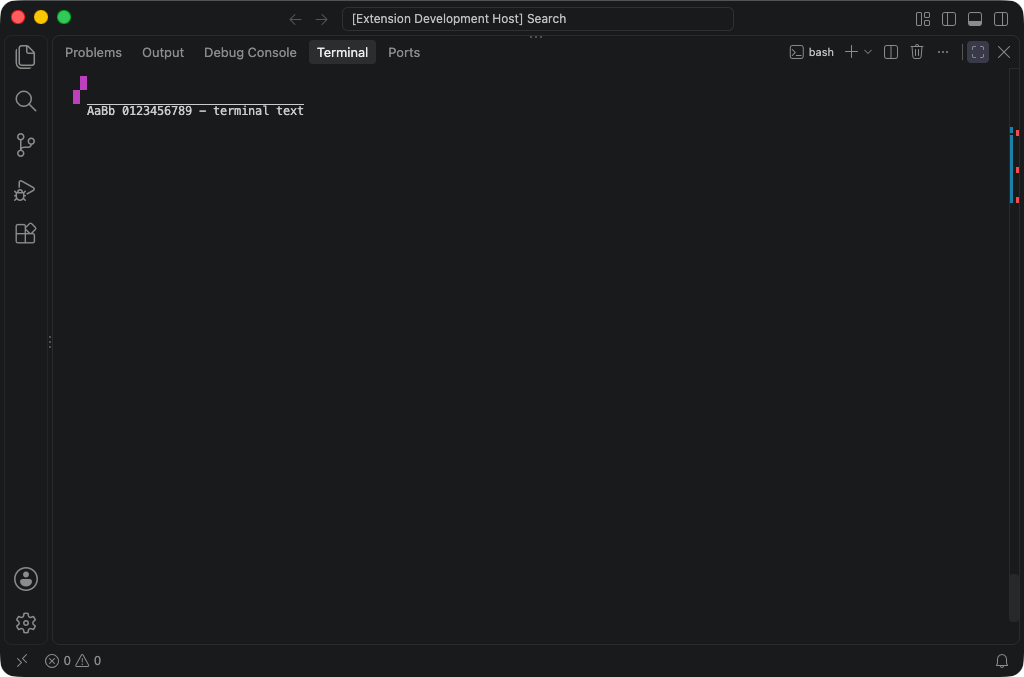 [Extension Development Host] Search
Problems Output Debug Console Terminal Ports bash
AaBb 0123456789 – terminal text
0 0